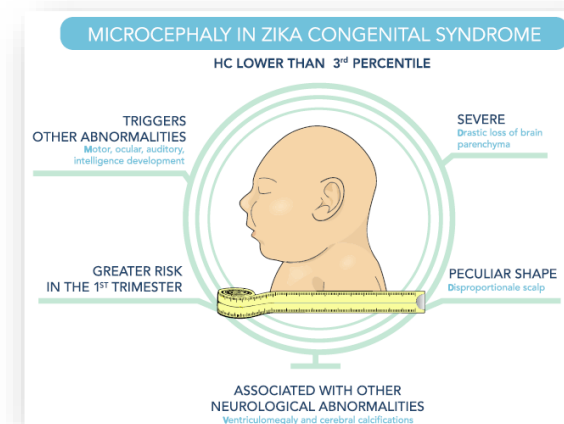 MICROCEPHALY IN ZIKA CONGENITAL SYNDROME
HC LOWER THAN 3rd PERCENTILE
TRIGGERS
OTHER ABNORMALITIES
Motor, ocular, auditory,
intelligence development
SEVERE
Drastic loss of brain
parenchyma
GREATER RISK
IN THE 1ST TRIMESTER
PECULIAR SHAPE
Disproportionale scalp
ASSOCIATED WITH OTHER
NEUROLOGICAL ABNORMALITIES
Ventriculomegaly and cerebral calcifications